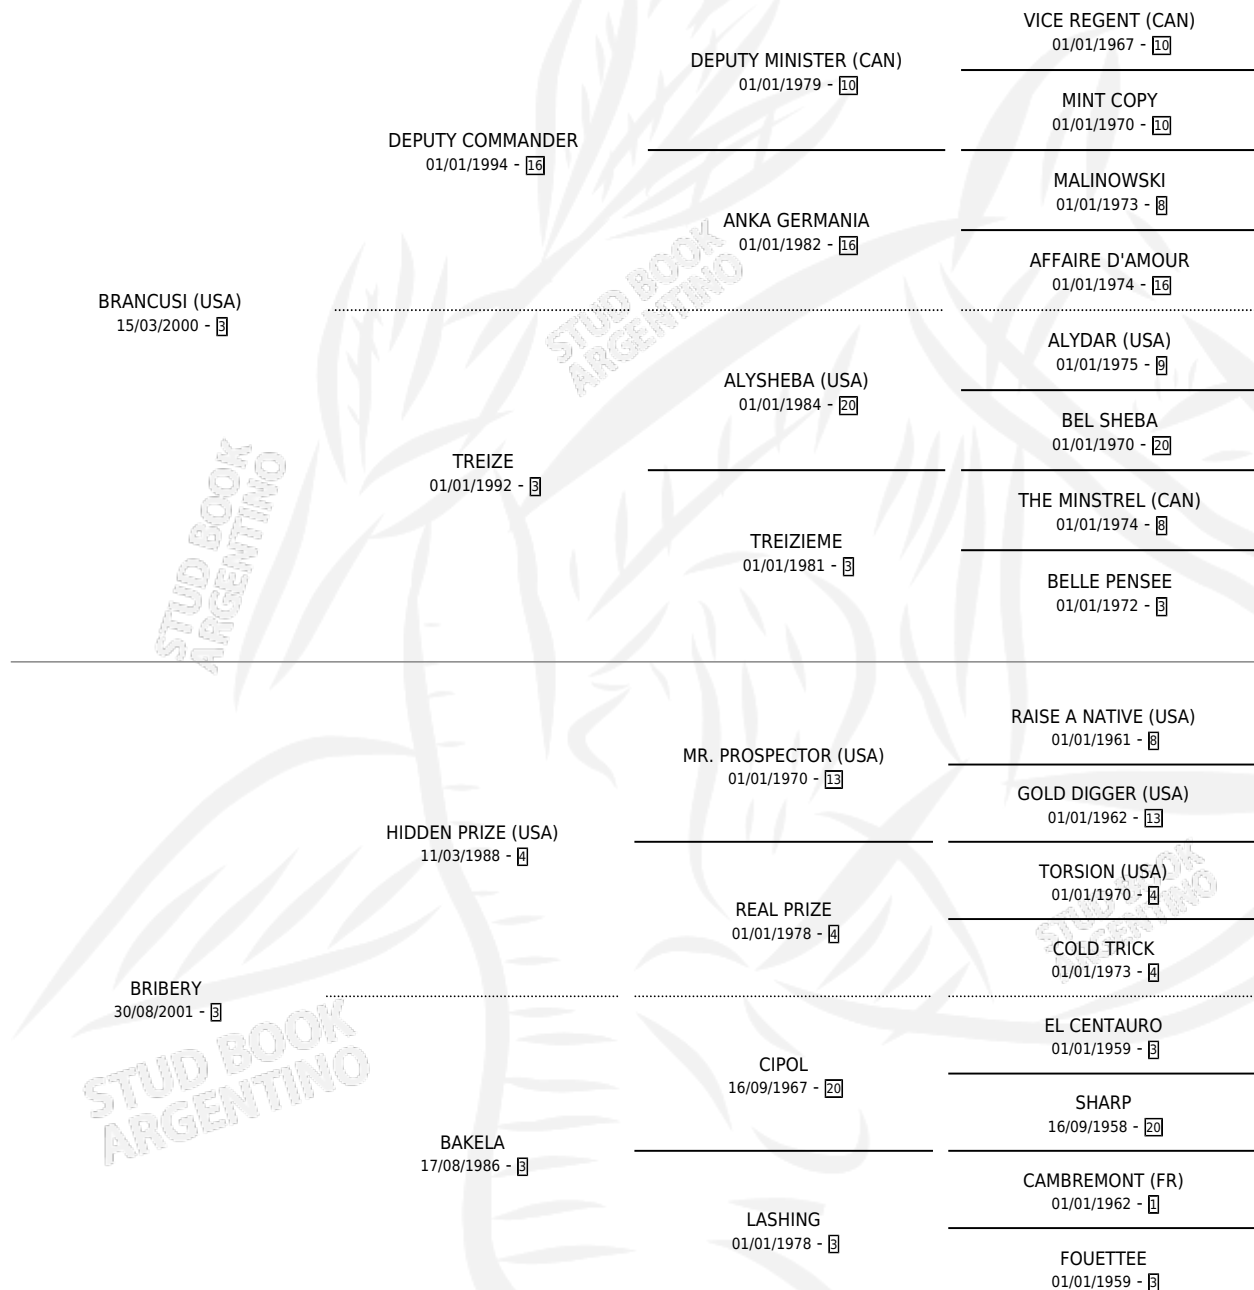 VICE REGENT (CAN)
01/01/1967 - 10
DEPUTY MINISTER (CAN)
01/01/1979 - 10
MINT COPY
01/01/1970 - 10
DEPUTY COMMANDER
01/01/1994 - 16
MALINOWSKI
01/01/1973 - 8
ANKA GERMANIA
01/01/1982 - 16
AFFAIRE D'AMOUR
01/01/1974 - 16
BRANCUSI (USA)
15/03/2000 - 3
STUD BOOK
ARGENTINO
ALYDAR (USA)
01/01/1975 - 9
ALYSHEBA (USA)
01/01/1984 - 20
BEL SHEBA
01/01/1970 - 20
TREIZE
01/01/1992 - 3
THE MINSTREL (CAN)
01/01/1974 - 8
TREIZIEME
01/01/1981 - 3
BELLE PENSEE
01/01/1972 - 3
STUD BOOK
ARGENTINO
RAISE A NATIVE (USA)
01/01/1961 - 8
MR. PROSPECTOR (USA)
01/01/1970 - 13
GOLD DIGGER (USA)
01/01/1962 - 13
HIDDEN PRIZE (USA)
11/03/1988 - 4
TORSION (USA)
01/01/1970 - 4
REAL PRIZE
01/01/1978 - 4
STUD BOOK
ARGENTINO
COLD TRICK
01/01/1973 - 4
BRIBERY
30/08/2001 - 3
STUD BOOK
ARGENTINO
EL CENTAURO
01/01/1959 - 3
CIPOL
16/09/1967 - 20
SHARP
16/09/1958 - 20
BAKELA
17/08/1986 - 3
CAMBREMONT (FR)
01/01/1962 - 1
LASHING
01/01/1978 - 3
FOUETTEE
01/01/1959 - 3